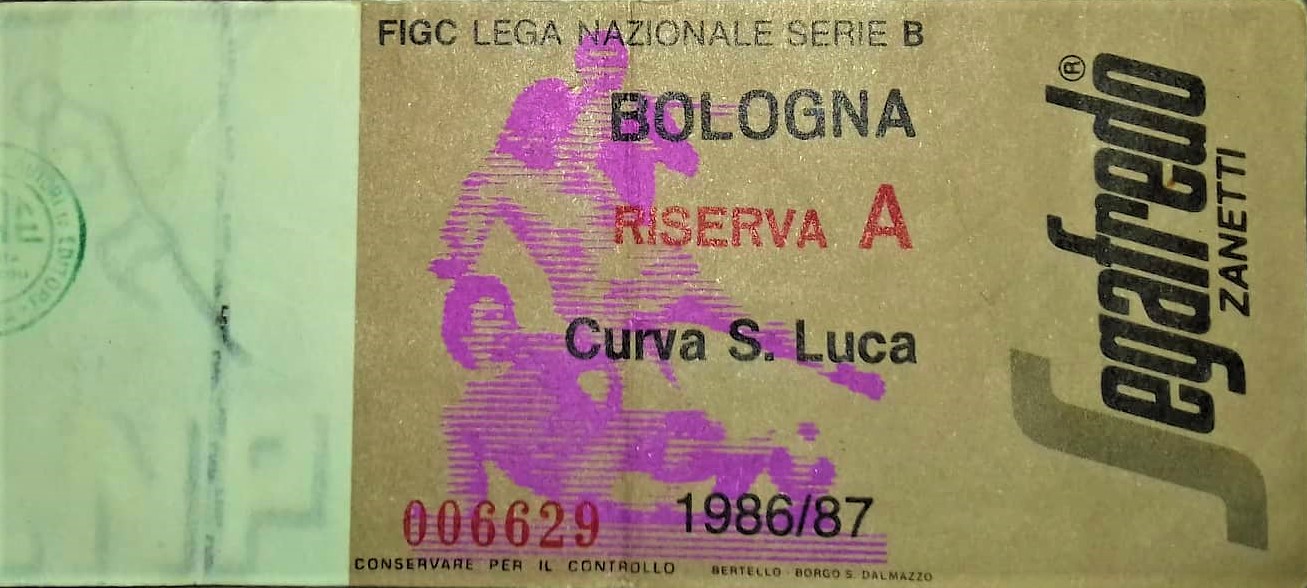 FIGC LEGA NAZIONALE SERIE B
BOLOGNA
RISERVA A
Curva S. Luca
006629
1986/87
CONSERVARE PER IL CONTROLLO
BERTELLO - BORGO S. DALMAZZO
Segafredo
®
ZANETTI